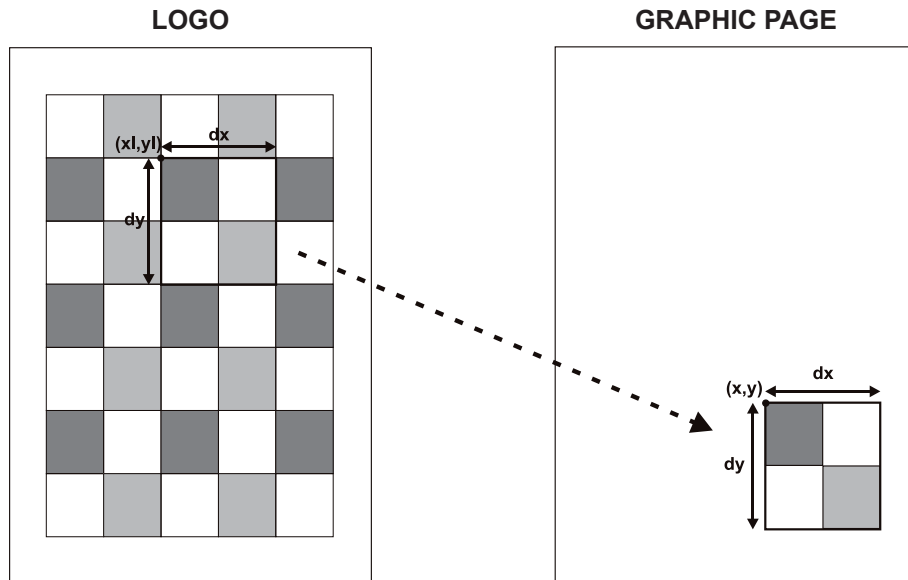 LOGO
GRAPHIC PAGE
(xl,yl)
dx
dy
(x,y)
dx
dy